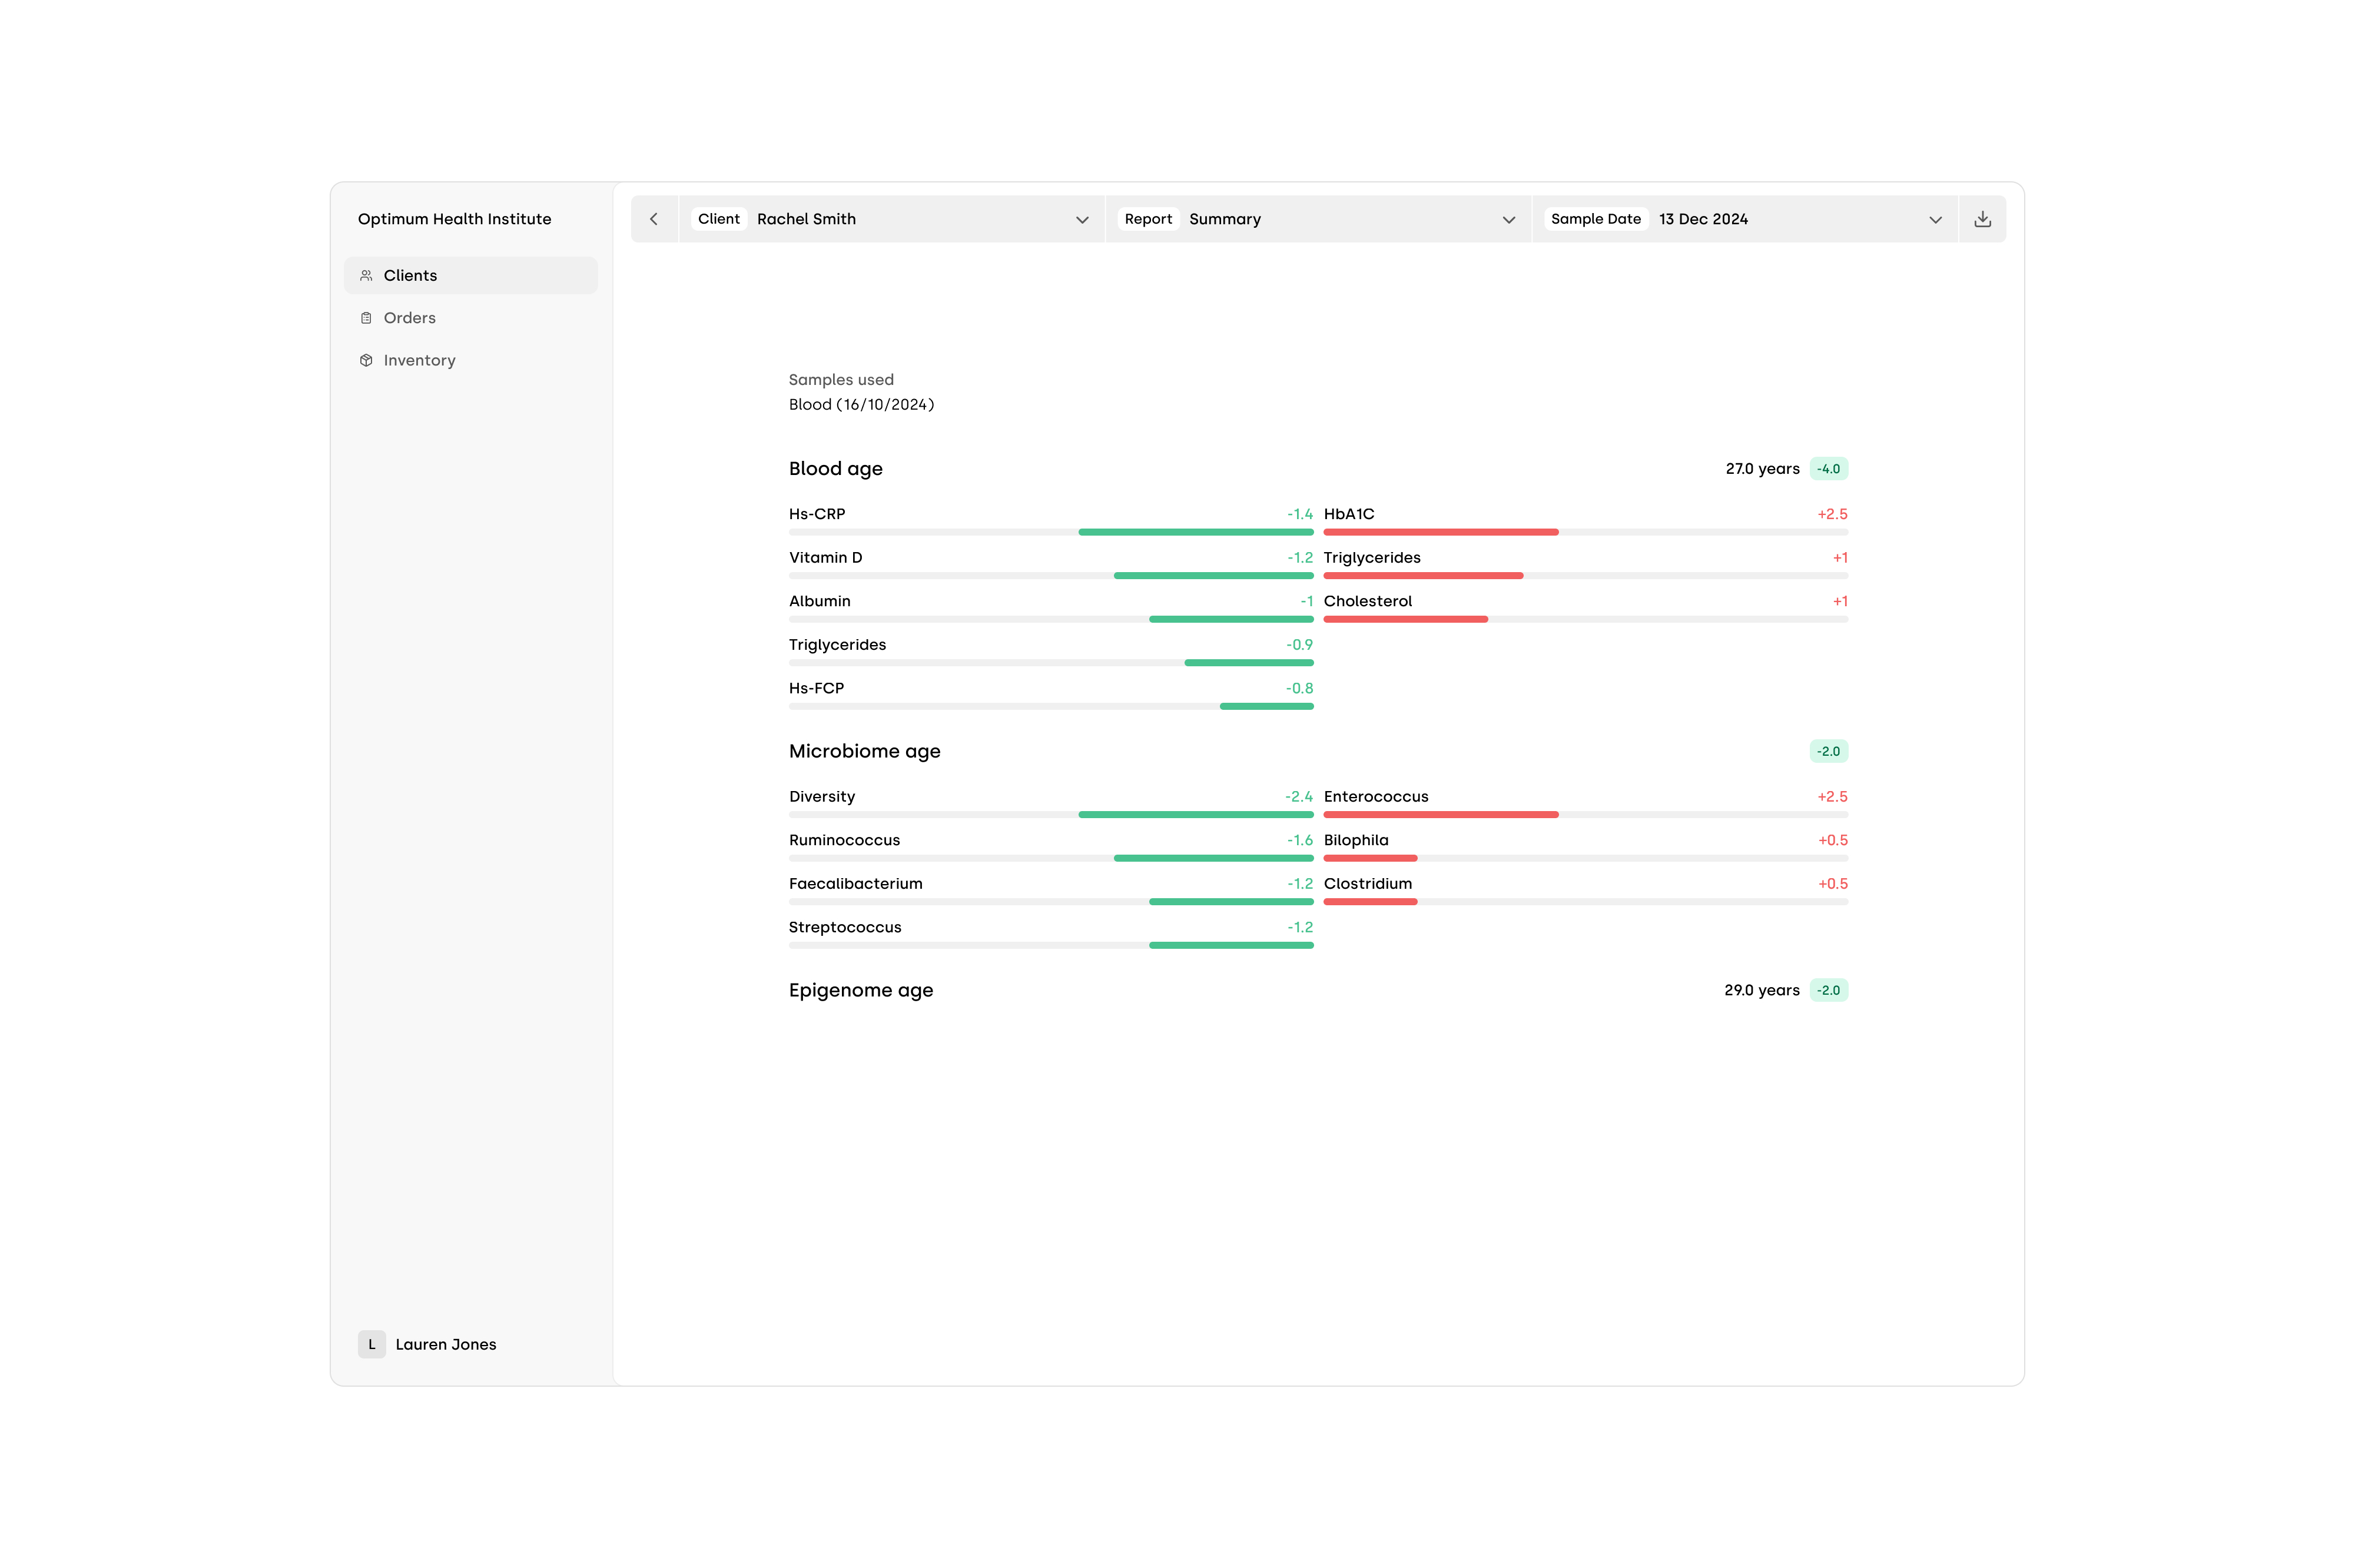 Optimum Health Institute
Clients
Orders
Inventory
L Lauren Jones
Client Rachel Smith Report Summary Sample Date 13 Dec 2024
Samples used
Blood (16/10/2024)
Blood age 27.0 years -4.0
Hs-CRP -1.4 HbA1C +2.5
Vitamin D -1.2 Triglycerides +1
Albumin -1 Cholesterol +1
Triglycerides -0.9
Hs-FCP -0.8
Microbiome age -2.0
Diversity -2.4 Enterococcus +2.5
Ruminococcus -1.6 Bilophila +0.5
Faecalibacterium -1.2 Clostridium +0.5
Streptococcus -1.2
Epigenome age 29.0 years -2.0